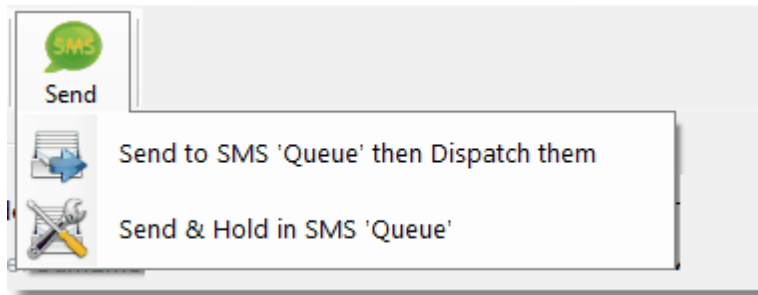 SMS
Send
Send to SMS 'Queue' then Dispatch them
Send & Hold in SMS 'Queue'